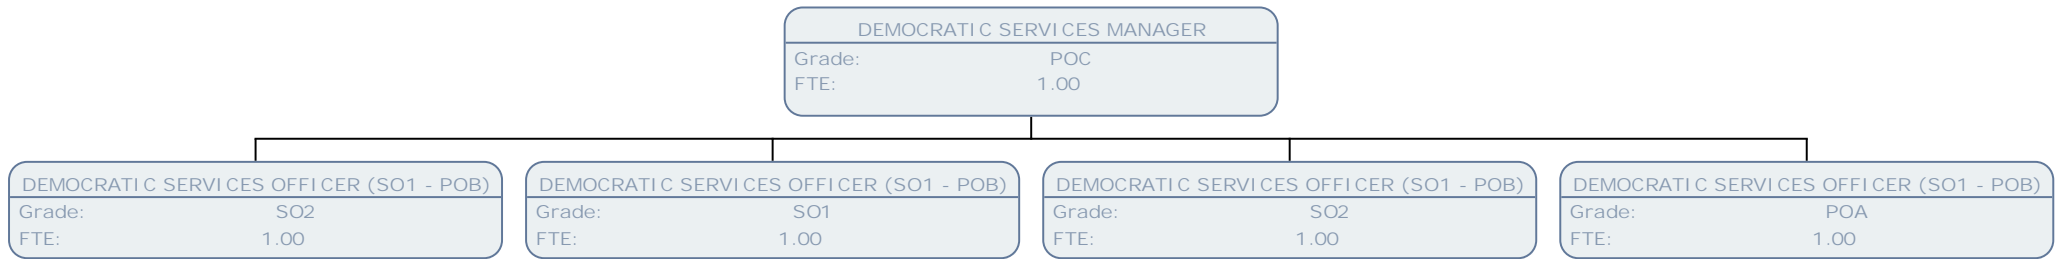 DEMOCRATIC SERVICES MANAGER
Grade: POC
FTE: 1.00
DEMOCRATIC SERVICES OFFICER (SO1 - POB)
Grade: SO2
FTE: 1.00
DEMOCRATIC SERVICES OFFICER (SO1 - POB)
Grade: SO1
FTE: 1.00
DEMOCRATIC SERVICES OFFICER (SO1 - POB)
Grade: SO2
FTE: 1.00
DEMOCRATIC SERVICES OFFICER (SO1 - POB)
Grade: POA
FTE: 1.00